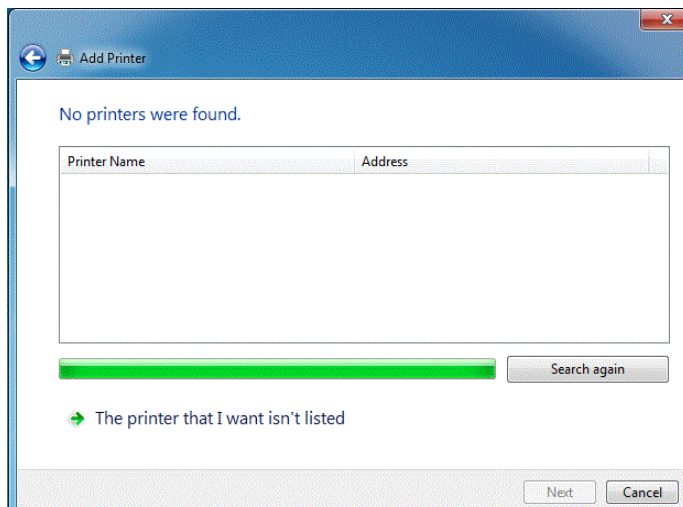 Add Printer
No printers were found.
Printer Name Address
Search again
The printer that I want isn't listed
Next Cancel